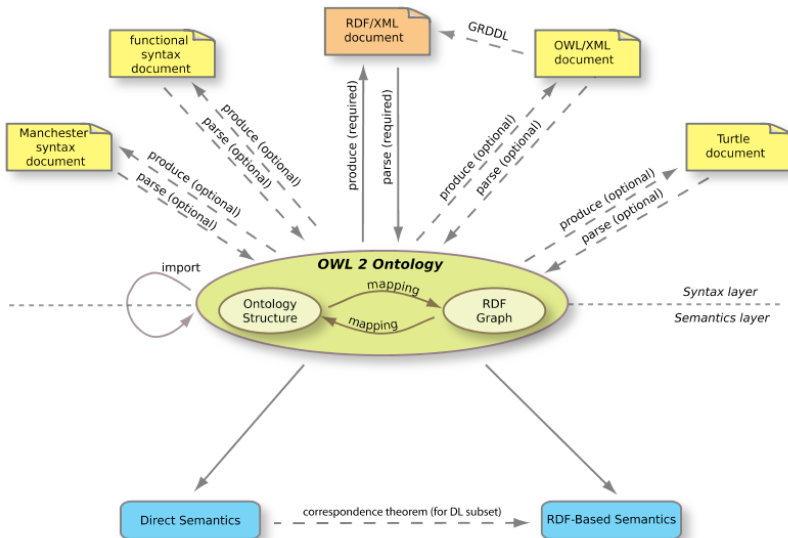 RDF/XML
document
GRDDL
functional
syntax
document
OWL/XML
document
Manchester
syntax
document
Turtle
document
produce (optional)
parse (optional)
produce (optional)
parse (optional)
produce (required)
parse (required)
produce (optional)
parse (optional)
produce (optional)
parse (optional)
import
OWL 2 Ontology
mapping
Ontology
Structure
RDF
Graph
mapping
Syntax layer
Semantics layer
Direct Semantics
correspondence theorem (for DL subset)
RDF-Based Semantics